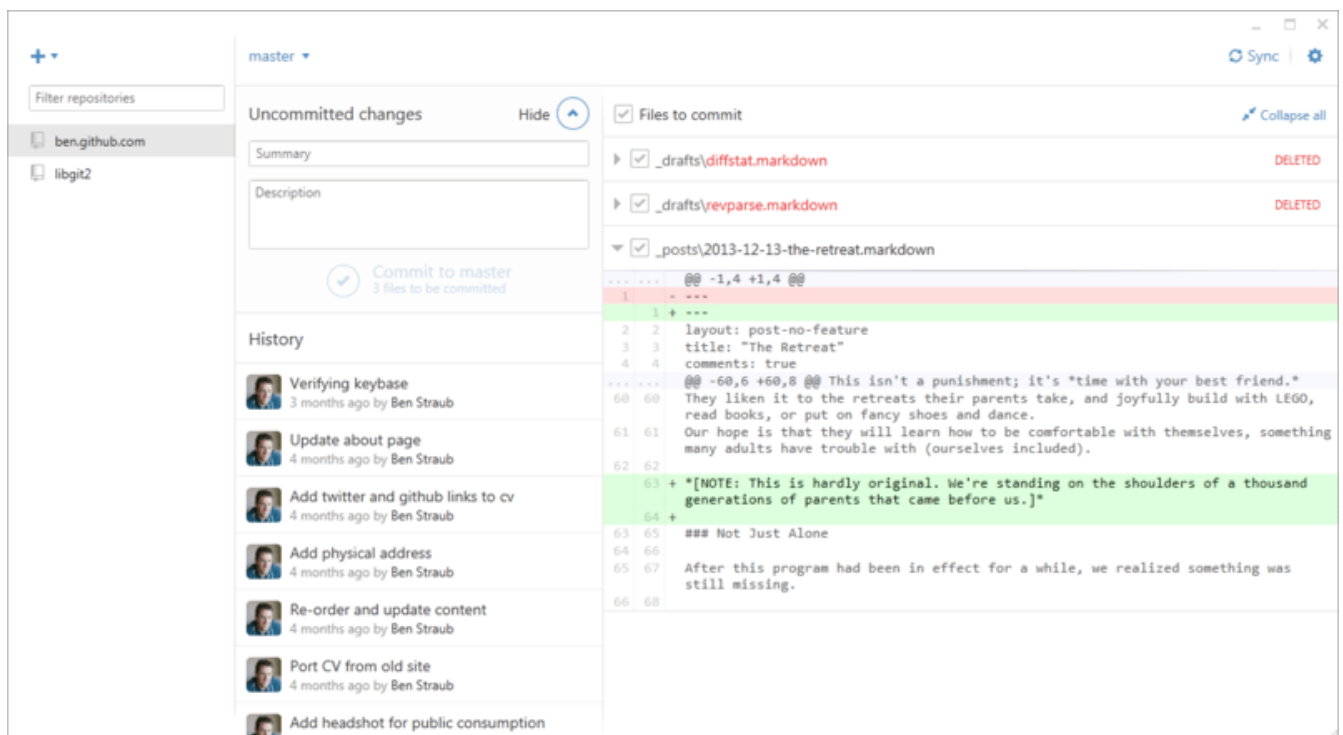 master
Sync
Filter repositories
ben.github.com
libgit2
Uncommitted changes
Hide
Summary
Description
Commit to master
3 files to be committed
History
Verifying keybase
3 months ago by Ben Straub
Update about page
4 months ago by Ben Straub
Add twitter and github links to cv
4 months ago by Ben Straub
Add physical address
4 months ago by Ben Straub
Re-order and update content
4 months ago by Ben Straub
Port CV from old site
4 months ago by Ben Straub
Add headshot for public consumption
Files to commit
Collapse all
_drafts\diffstat.markdown DELETED
_drafts\revparse.markdown DELETED
_posts\2013-12-13-the-retreat.markdown
... ... @@ -1,4 +1,4 @@
1 - ---
1 + ---
2 2 layout: post-no-feature
3 3 title: "The Retreat"
4 4 comments: true
... ... @@ -60,6 +60,8 @@ This isn't a punishment; it's *time with your best friend.*
60 60 They liken it to the retreats their parents take, and joyfully build with LEGO,
read books, or put on fancy shoes and dance.
61 61 Our hope is that they will learn how to be comfortable with themselves, something
many adults have trouble with (ourselves included).
62 62
63 + *[NOTE: This is hardly original. We're standing on the shoulders of a thousand
generations of parents that came before us.]*
64 +
63 65 ### Not Just Alone
64 66
65 67 After this program had been in effect for a while, we realized something was
still missing.
66 68